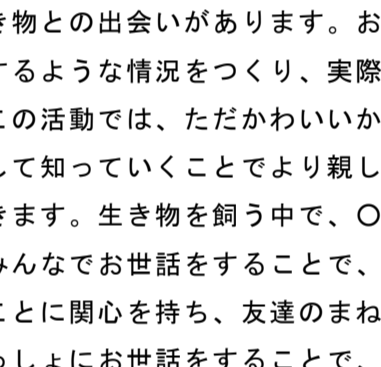 き物との出会いがあります。お
するような情況をつくり、実際
この活動では、ただかわいいか
して知っていくことでより親し
きます。生き物を飼う中で、〇
みんなでお世話をすることで、
ことに関心を持ち、友達のまね
っしょにお世話をすることで、